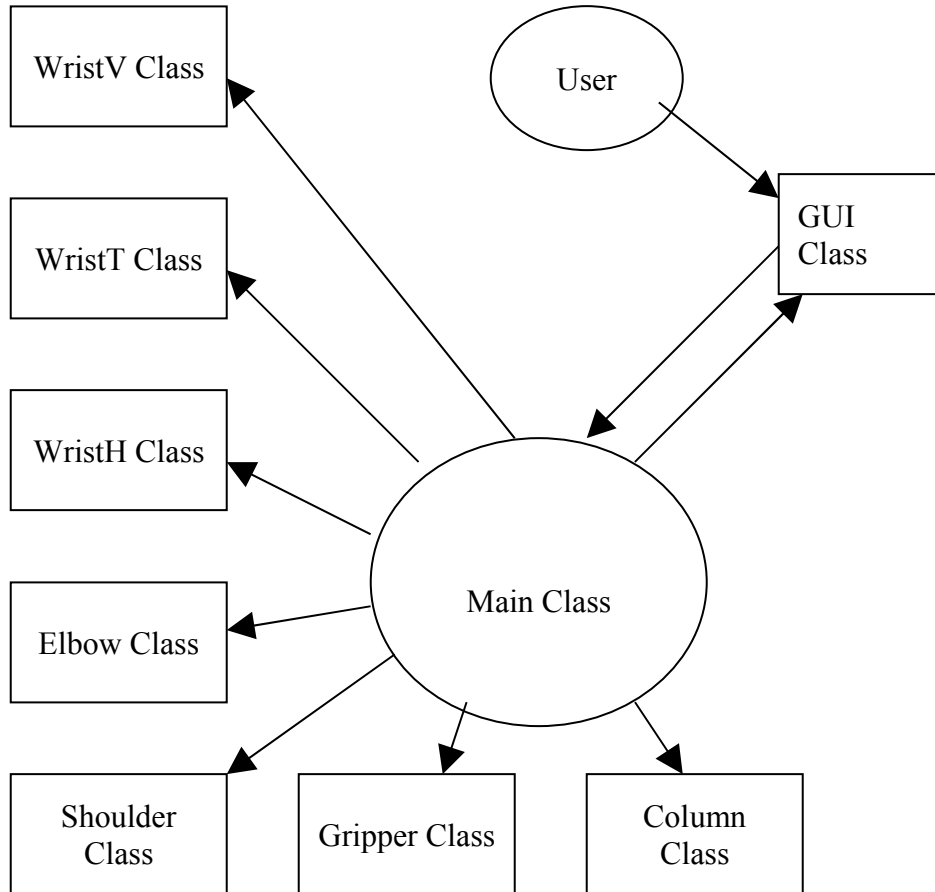 WristV Class
User
WristT Class
GUI
Class
WristH Class
Main Class
Elbow Class
Shoulder
Class
Gripper Class
Column
Class